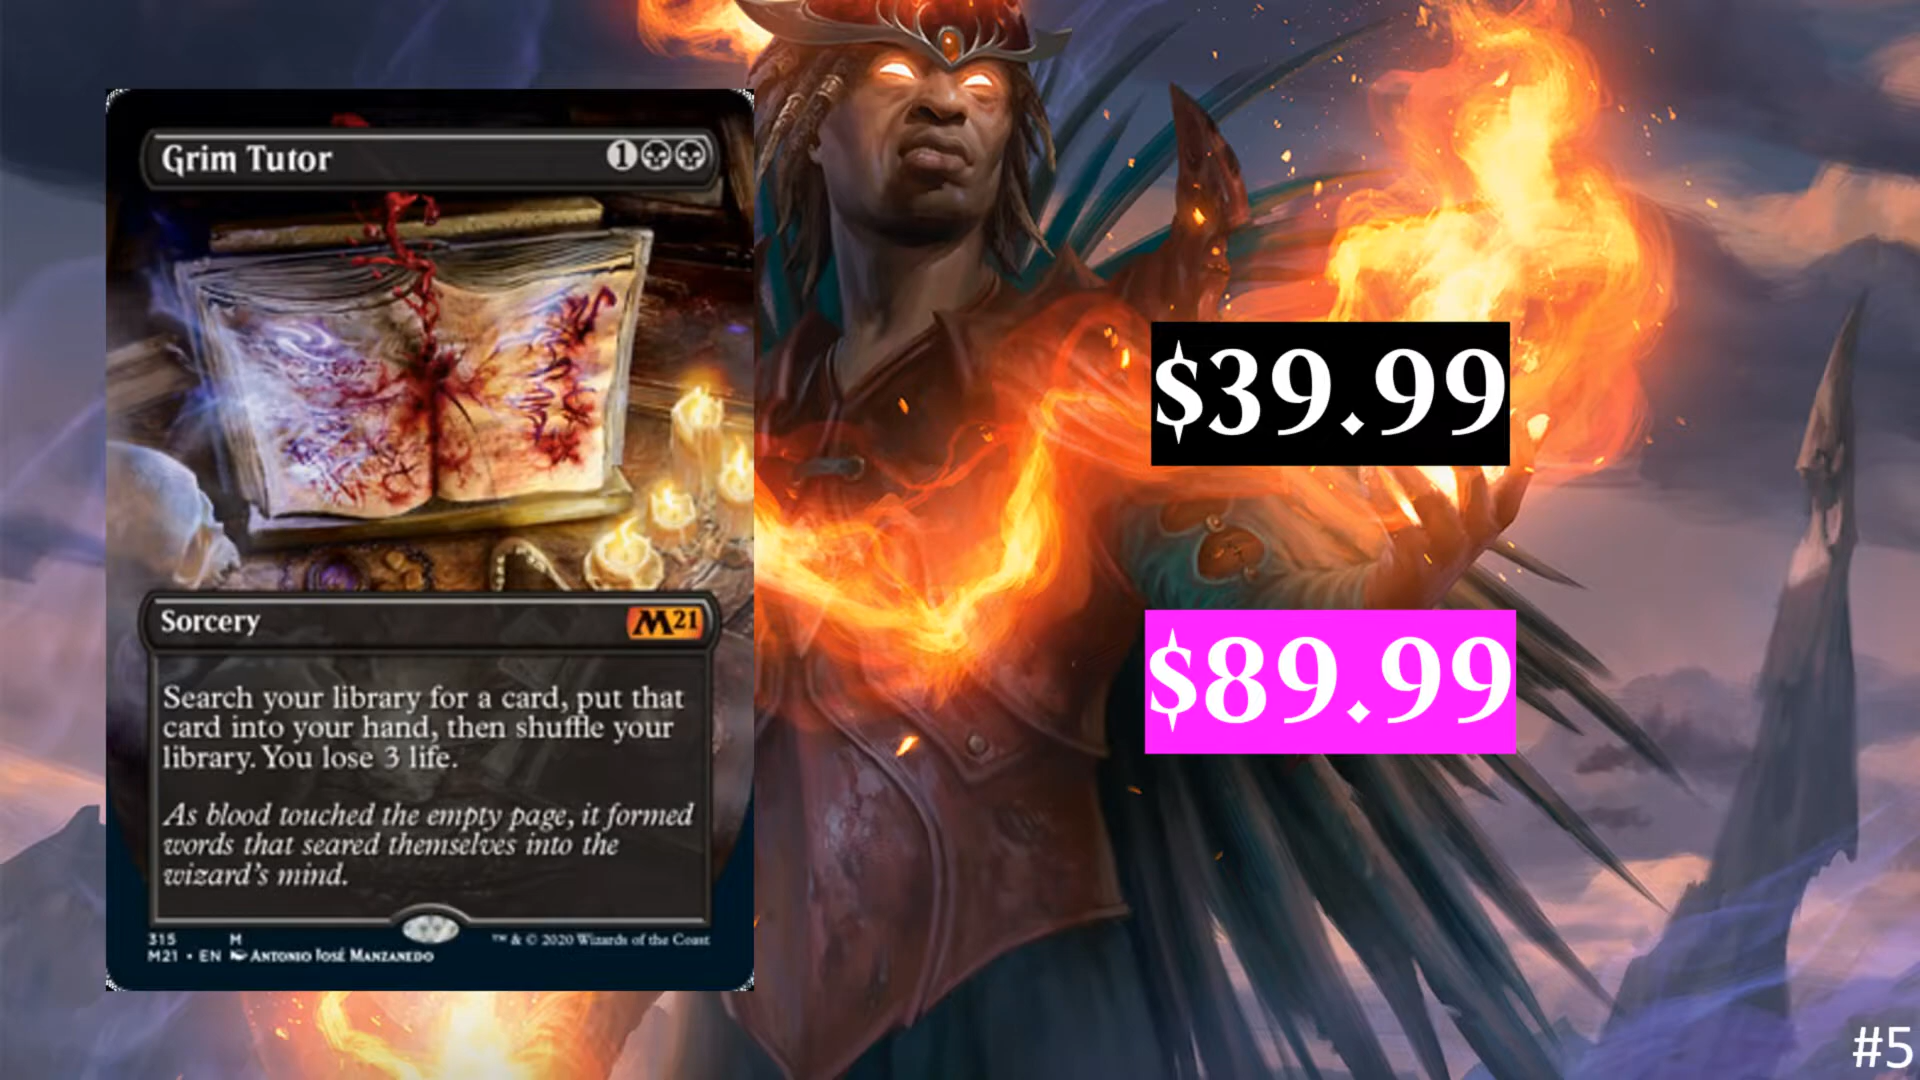 Grim Tutor 1
Sorcery M21
Search your library for a card, put that
card into your hand, then shuffle your
library. You lose 3 life.
As blood touched the empty page, it formed
words that seared themselves into the
wizard's mind.
315 M
M21 • EN ANTONIO JOSÉ MANZANEDO
™ & © 2020 Wizards of the Coast
$39.99
$89.99
#5